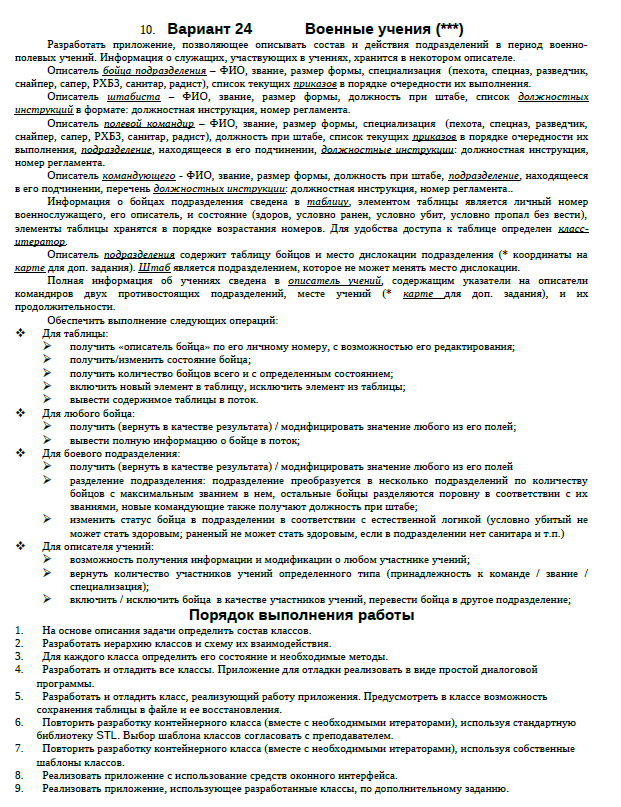 10. Вариант 24 Военные учения (***)
Разработать приложение, позволяющее описывать состав и действия подразделений в период военно-
полевых учений. Информация о служащих, участвующих в учениях, хранится в некотором описателе.
Описатель бойца подразделения – ФИО, звание, размер формы, специализация (пехота, спецназ, разведчик,
снайпер, сапер, РХБЗ, санитар, радист), список текущих приказов в порядке очередности их выполнения.
Описатель штабиста – ФИО, звание, размер формы, должность при штабе, список должностных
инструкций в формате: должностная инструкция, номер регламента.
Описатель полевой командир – ФИО, звание, размер формы, специализация (пехота, спецназ, разведчик,
снайпер, сапер, РХБЗ, санитар, радист), должность при штабе, список текущих приказов в порядке очередности их
выполнения, подразделение, находящееся в его подчинении, должностные инструкции: должностная инструкция,
номер регламента.
Описатель командующего - ФИО, звание, размер формы, должность при штабе, подразделение, находящееся
в его подчинении, перечень должностных инструкции: должностная инструкция, номер регламента..
Информация о бойцах подразделения сведена в таблицу, элементом таблицы является личный номер
военнослужащего, его описатель, и состояние (здоров, условно ранен, условно убит, условно пропал без вести),
элементы таблицы хранятся в порядке возрастания номеров. Для удобства доступа к таблице определен класс-
итератор.
Описатель подразделения содержит таблицу бойцов и место дислокации подразделения (* координаты на
карте для доп. задания). Штаб является подразделением, которое не может менять место дислокации.
Полная информация об учениях сведена в описатель учений, содержащим указатели на описатели
командиров двух противостоящих подразделений, месте учений (* карте для доп. задания), и их
продолжительности.
Обеспечить выполнение следующих операций:
❖ Для таблицы:
➢ получить «описатель бойца» по его личному номеру, с возможностью его редактирования;
➢ получить/изменить состояние бойца;
➢ получить количество бойцов всего и с определенным состоянием;
➢ включить новый элемент в таблицу, исключить элемент из таблицы;
➢ вывести содержимое таблицы в поток.
❖ Для любого бойца:
➢ получить (вернуть в качестве результата) / модифицировать значение любого из его полей;
➢ вывести полную информацию о бойце в поток;
❖ Для боевого подразделения:
➢ получить (вернуть в качестве результата) / модифицировать значение любого из его полей
➢ разделение подразделения: подразделение преобразуется в несколько подразделений по количеству
бойцов с максимальным званием в нем, остальные бойцы разделяются поровну в соответствии с их
званиями, новые командующие также получают должность при штабе;
➢ изменить статус бойца в подразделении в соответствии с естественной логикой (условно убитый не
может стать здоровым; раненый не может стать здоровым, если в подразделении нет санитара и т.п.)
❖ Для описателя учений:
➢ возможность получения информации и модификации о любом участнике учений;
➢ вернуть количество участников учений определенного типа (принадлежность к команде / звание /
специализация);
➢ включить / исключить бойца в качестве участников учений, перевести бойца в другое подразделение;
Порядок выполнения работы
1. На основе описания задачи определить состав классов.
2. Разработать иерархию классов и схему их взаимодействия.
3. Для каждого класса определить его состояние и необходимые методы.
4. Разработать и отладить все классы. Приложение для отладки реализовать в виде простой диалоговой
программы.
5. Разработать и отладить класс, реализующий работу приложения. Предусмотреть в классе возможность
сохранения таблицы в файле и ее восстановления.
6. Повторить разработку контейнерного класса (вместе с необходимыми итераторами), используя стандартную
библиотеку STL. Выбор шаблона классов согласовать с преподавателем.
7. Повторить разработку контейнерного класса (вместе с необходимыми итераторами), используя собственные
шаблоны классов.
8. Реализовать приложение с использование средств оконного интерфейса.
9. Реализовать приложение, использующее разработанные классы, по дополнительному заданию.